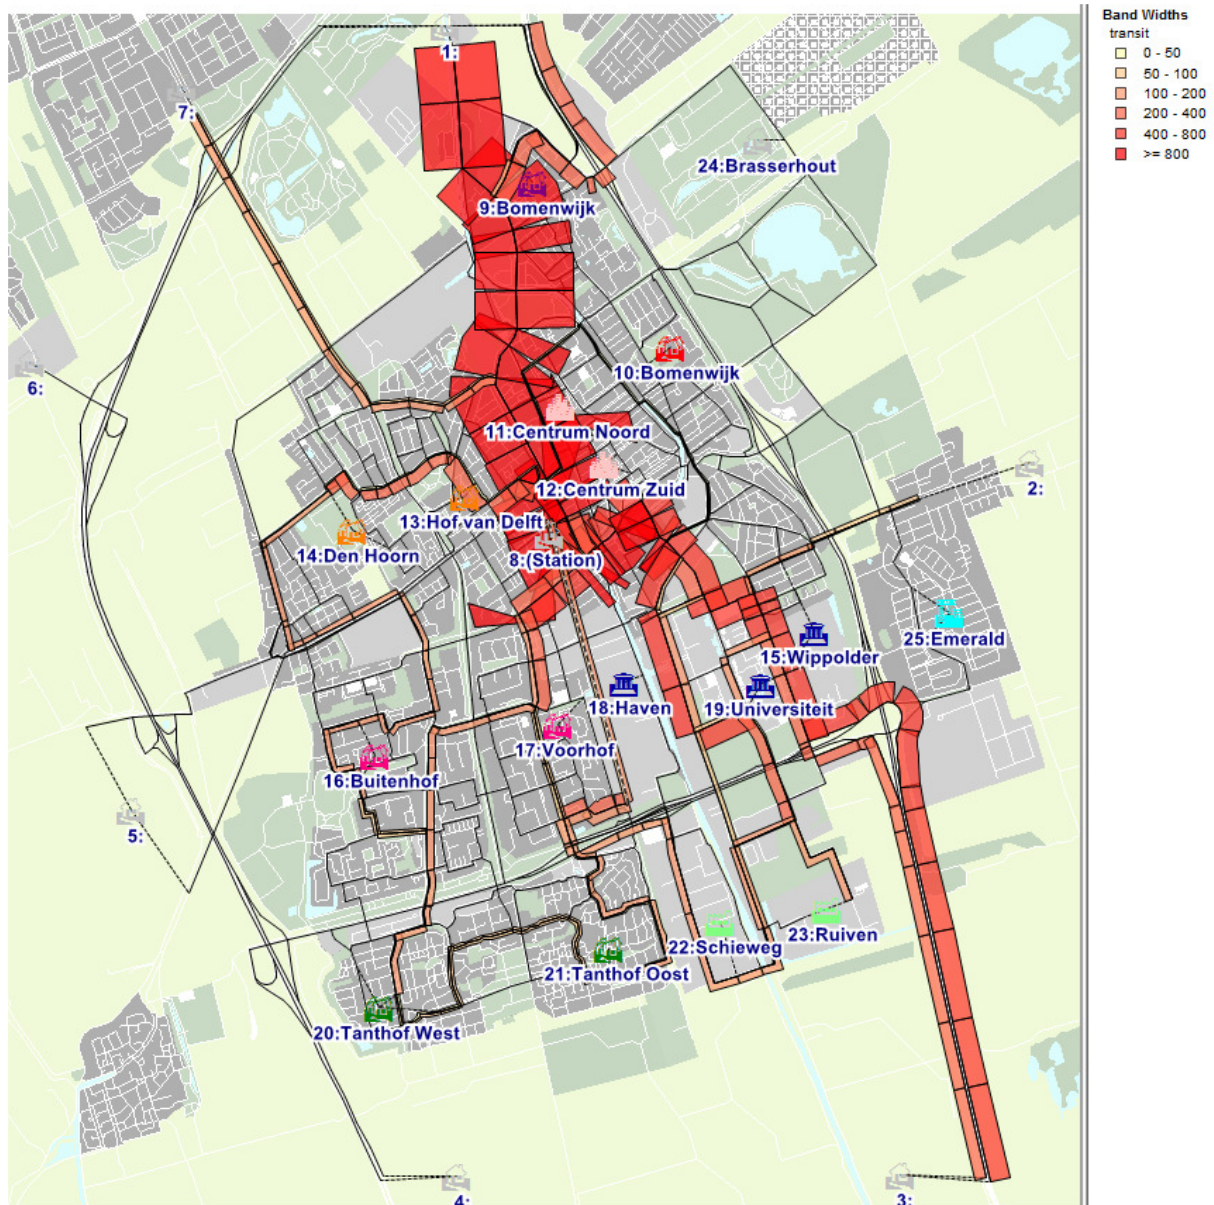 Band Widths
transit
0 - 50
50 - 100
100 - 200
200 - 400
400 - 800
>= 800
1:
7:
24:Brasserhout
9:Bomenwijk
6:
10:Bomenwijk
11:Centrum Noord
12:Centrum Zuid
2:
13:Hof van Delft
14:Den Hoorn
8:(Station)
25:Emerald
15:Wippolder
18:Haven
19:Universiteit
17:Voorhof
16:Buitenhof
5:
23:Ruiven
22:Schieweg
21:Tanthof Oost
20:Tanthof West
4:
3: